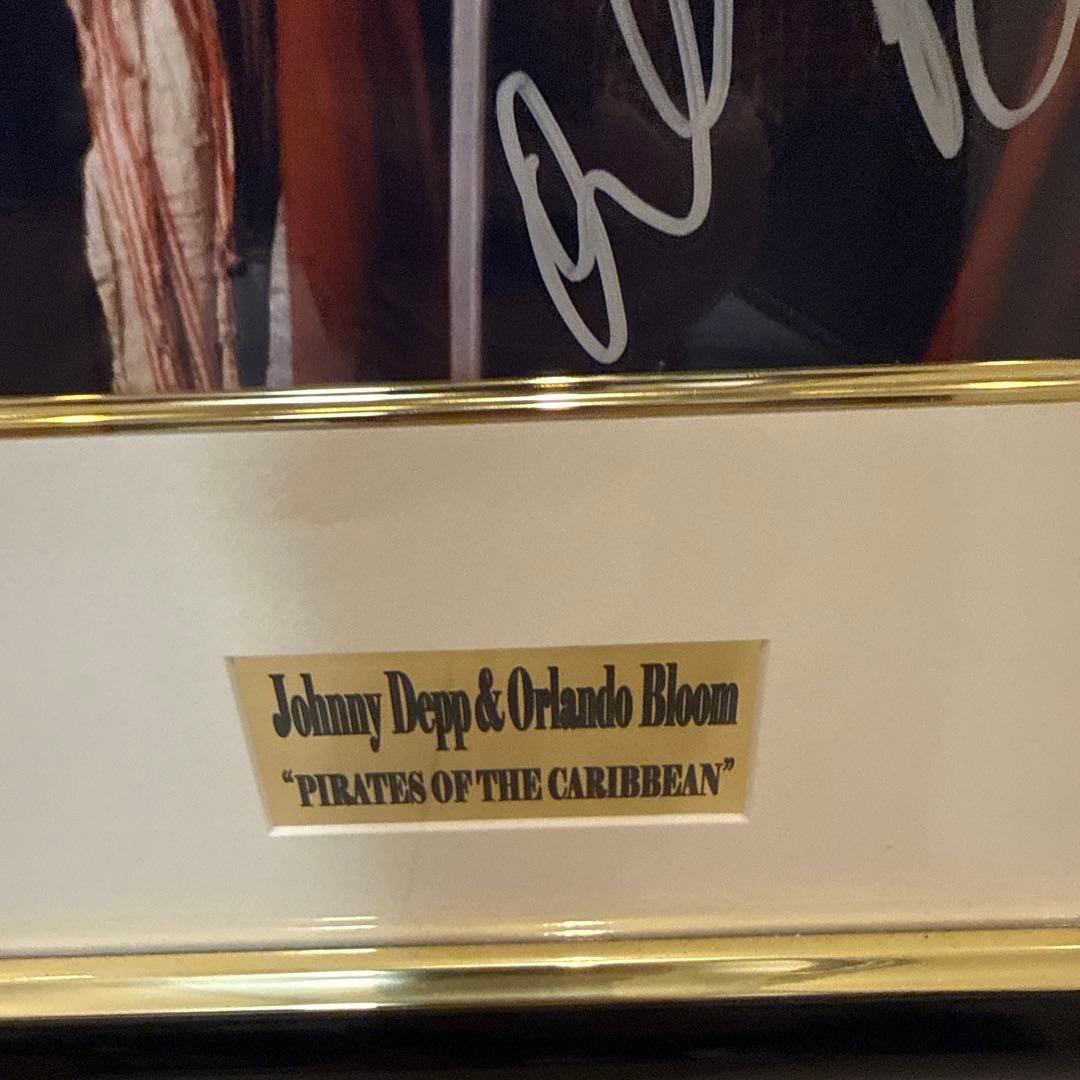 Johnny Depp & Orlando Bloom
“PIRATES OF THE CARIBBEAN”